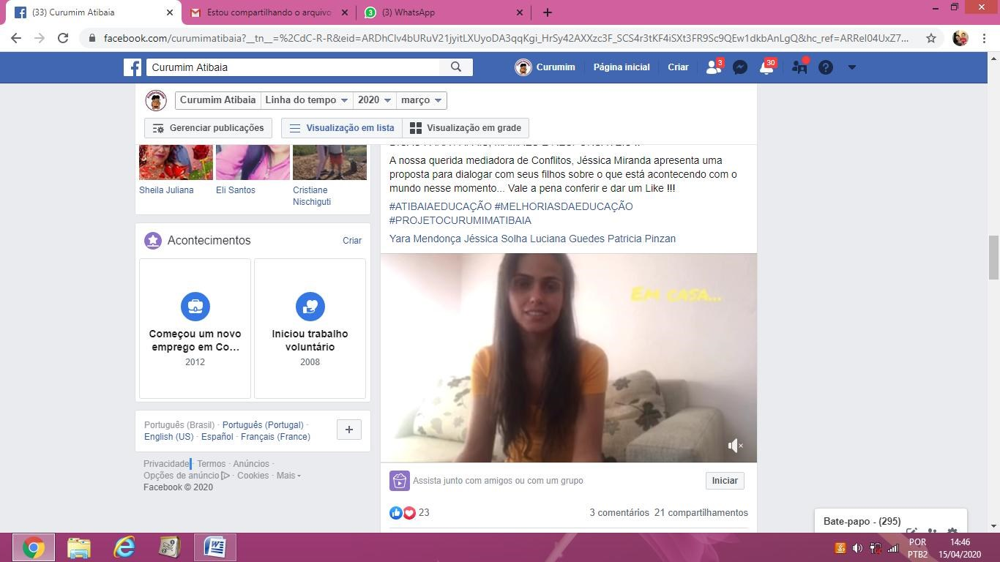 (33) Curumim Atibaia
Estou compartilhando o arquivo
(3) WhatsApp
facebook.com/curumimatibaia?__tn__=%2CdC-R-R&eid=ARDhCIv4bURuV21jyitLXUyoDA3qqKgi_HrSy42AXXzc3F_SCS4r3tKF4iSXt3FR9Sc9QEw1dkbAnLgQ&hc_ref=ARReI04UxZ7...
Curumim Atibaia
Curumim
Página inicial
Criar
3
30
Curumim Atibaia
Linha do tempo
2020
março
Gerenciar publicações
Visualização em lista
Visualização em grade
Sheila Juliana
Eli Santos
Cristiane
Nischiguti
Acontecimentos
Criar
Começou um novo
emprego em Co...
2012
Iniciou trabalho
voluntário
2008
Português (Brasil) · Português (Portugal) ·
English (US) · Español · Français (France)
Privacidade · Termos · Anúncios ·
Opções de anúncio · Cookies · Mais
Facebook © 2020
A nossa querida mediadora de Conflitos, Jéssica Miranda apresenta uma
proposta para dialogar com seus filhos sobre o que está acontecendo com o
mundo nesse momento... Vale a pena conferir e dar um Like !!!
#ATIBAIAEDUCAÇÃO #MELHORIASDAEDUCAÇÃO
#PROJETOCURUMIMATIBAIA
Yara Mendonça Jéssica Solha Luciana Guedes Patricia Pinzan
Em casa...
Assista junto com amigos ou com um grupo
Iniciar
23
3 comentários 21 compartilhamentos
Bate-papo - (295)
POR
PTB2
14:46
15/04/2020